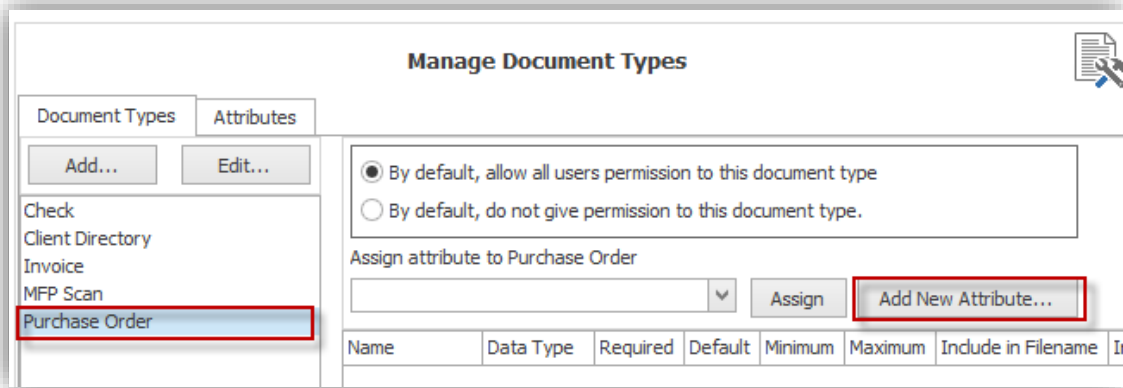 Manage Document Types
Document Types
Attributes
Add...
Edit...
Check
Client Directory
Invoice
MFP Scan
Purchase Order
By default, allow all users permission to this document type
By default, do not give permission to this document type.
Assign attribute to Purchase Order
Assign
Add New Attribute...
Name Data Type Required Default Minimum Maximum Include in Filename